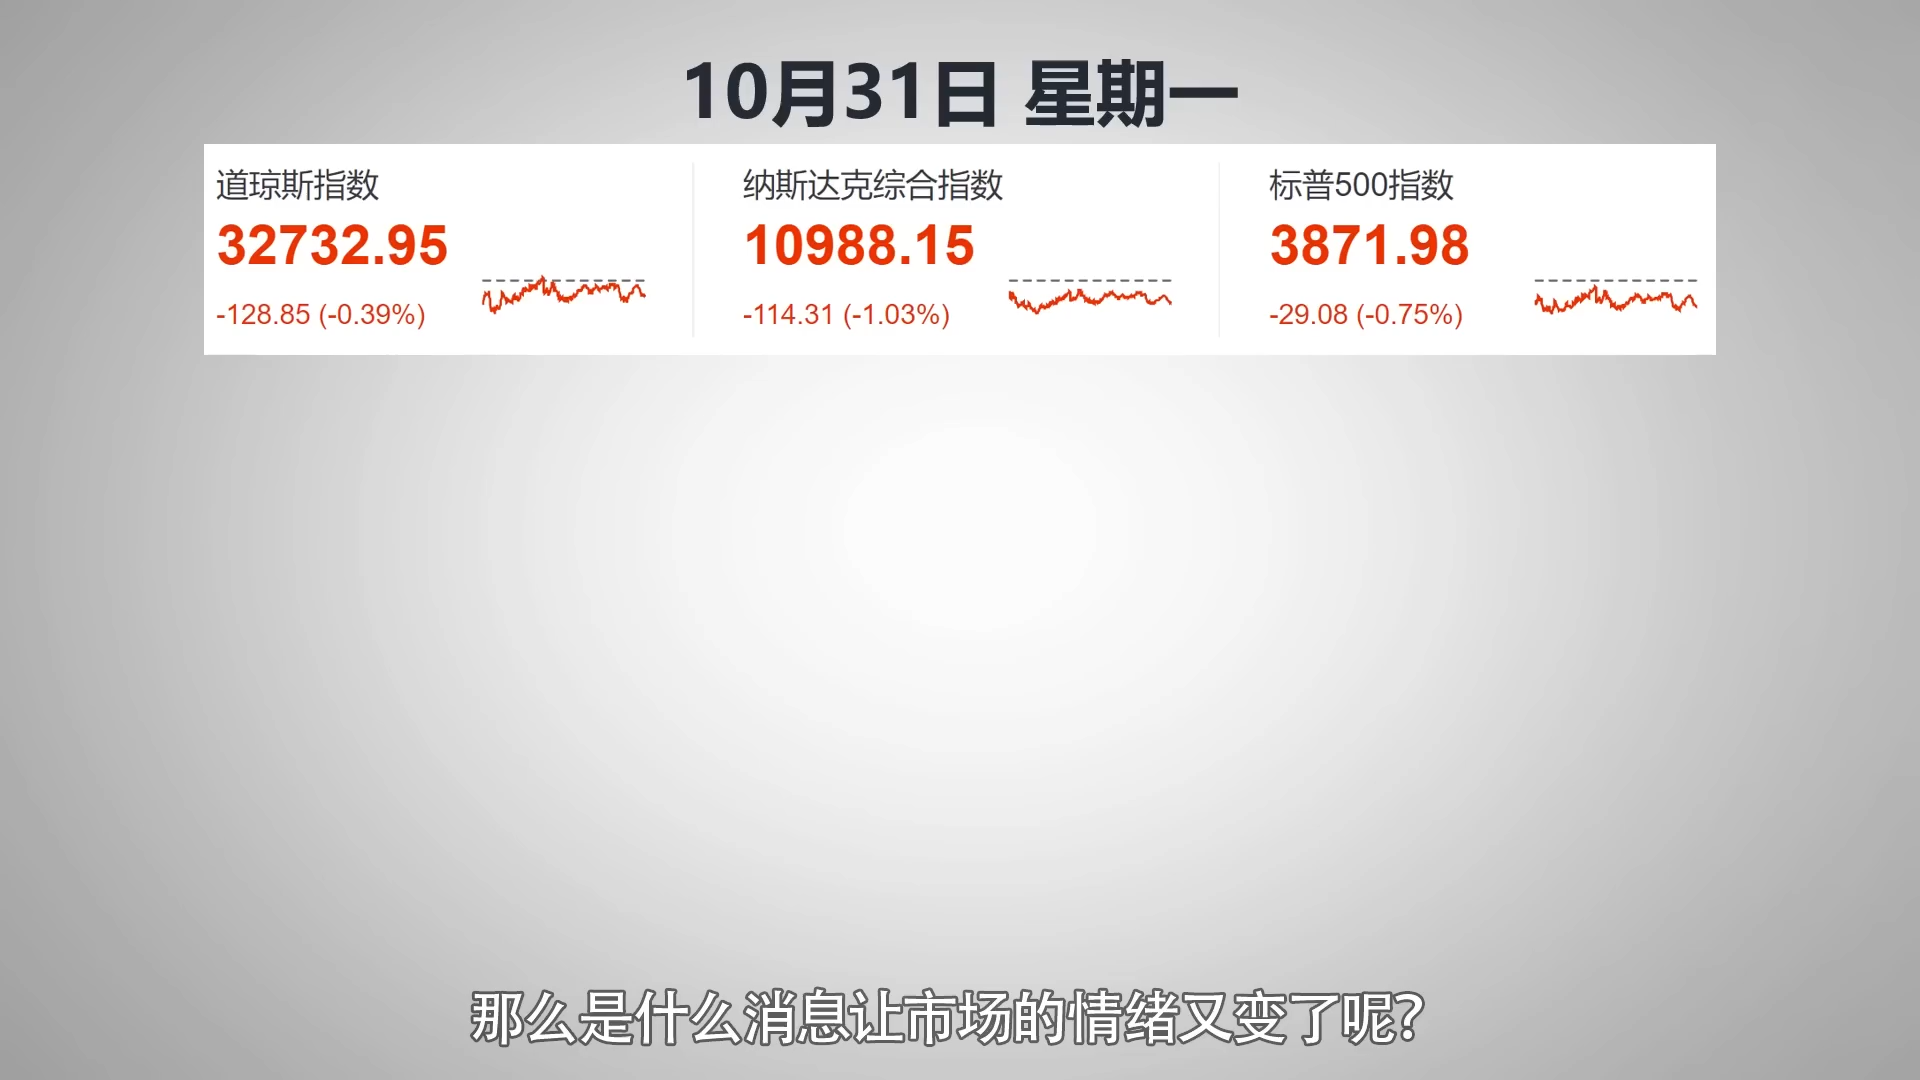 10月31日 星期一
道琼斯指数
32732.95
-128.85 (-0.39%)
纳斯达克综合指数
10988.15
-114.31 (-1.03%)
标普500指数
3871.98
-29.08 (-0.75%)
那么是什么消息让市场的情绪又变了呢?